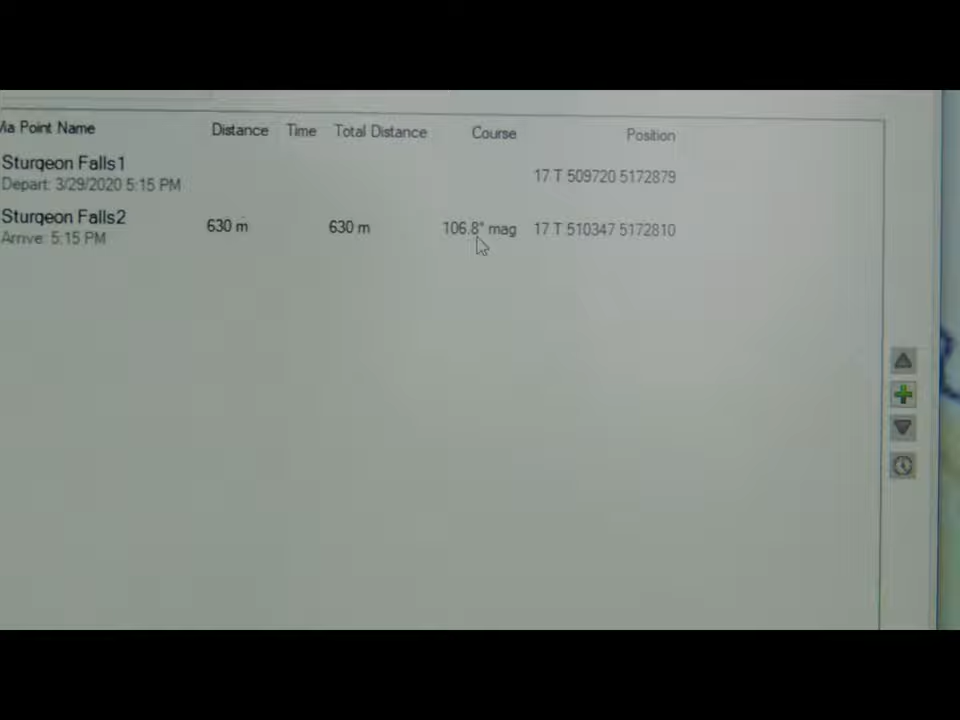 Via Point Name Distance Time Total Distance Course Position
Sturgeon Falls1 17 T 509720 5172879
Depart: 3/29/2020 5:15 PM
Sturgeon Falls2 630 m 630 m 106.8° mag 17 T 510347 5172810
Arrive: 5:15 PM